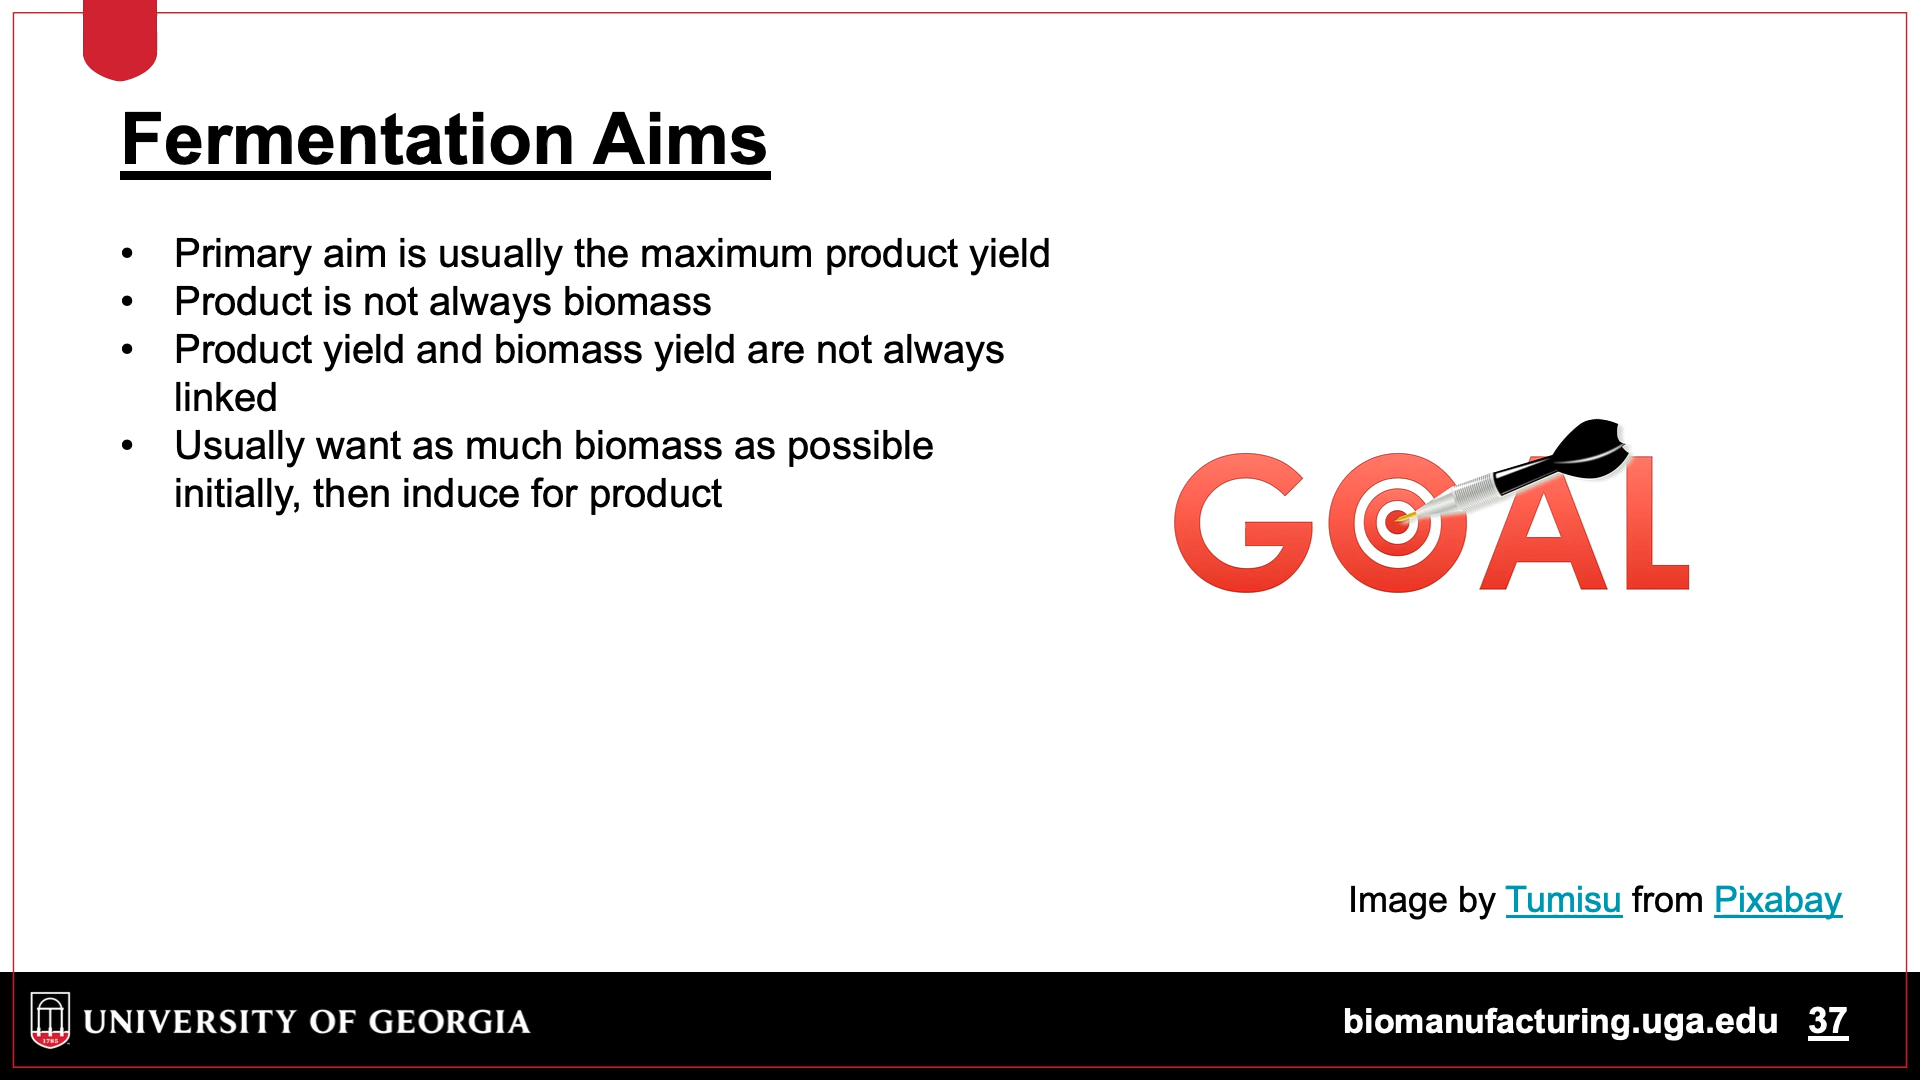 Fermentation Aims
• Primary aim is usually the maximum product yield
• Product is not always biomass
• Product yield and biomass yield are not always
linked
• Usually want as much biomass as possible
initially, then induce for product
GOAL
Image by Tumisu from Pixabay
1785
UNIVERSITY OF GEORGIA
biomanufacturing.uga.edu 37